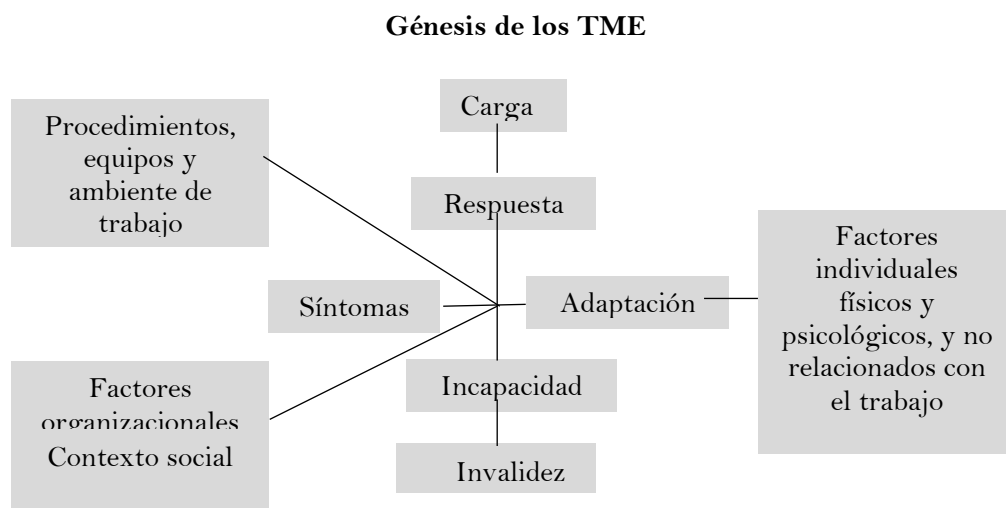 Génesis de los TME
Carga
Procedimientos,
equipos y
ambiente de
trabajo
Respuesta
Factores
individuales
físicos y
psicológicos, y no
relacionados con
el trabajo
Síntomas
Adaptación
Incapacidad
Factores
organizacionales
Contexto social
Invalidez